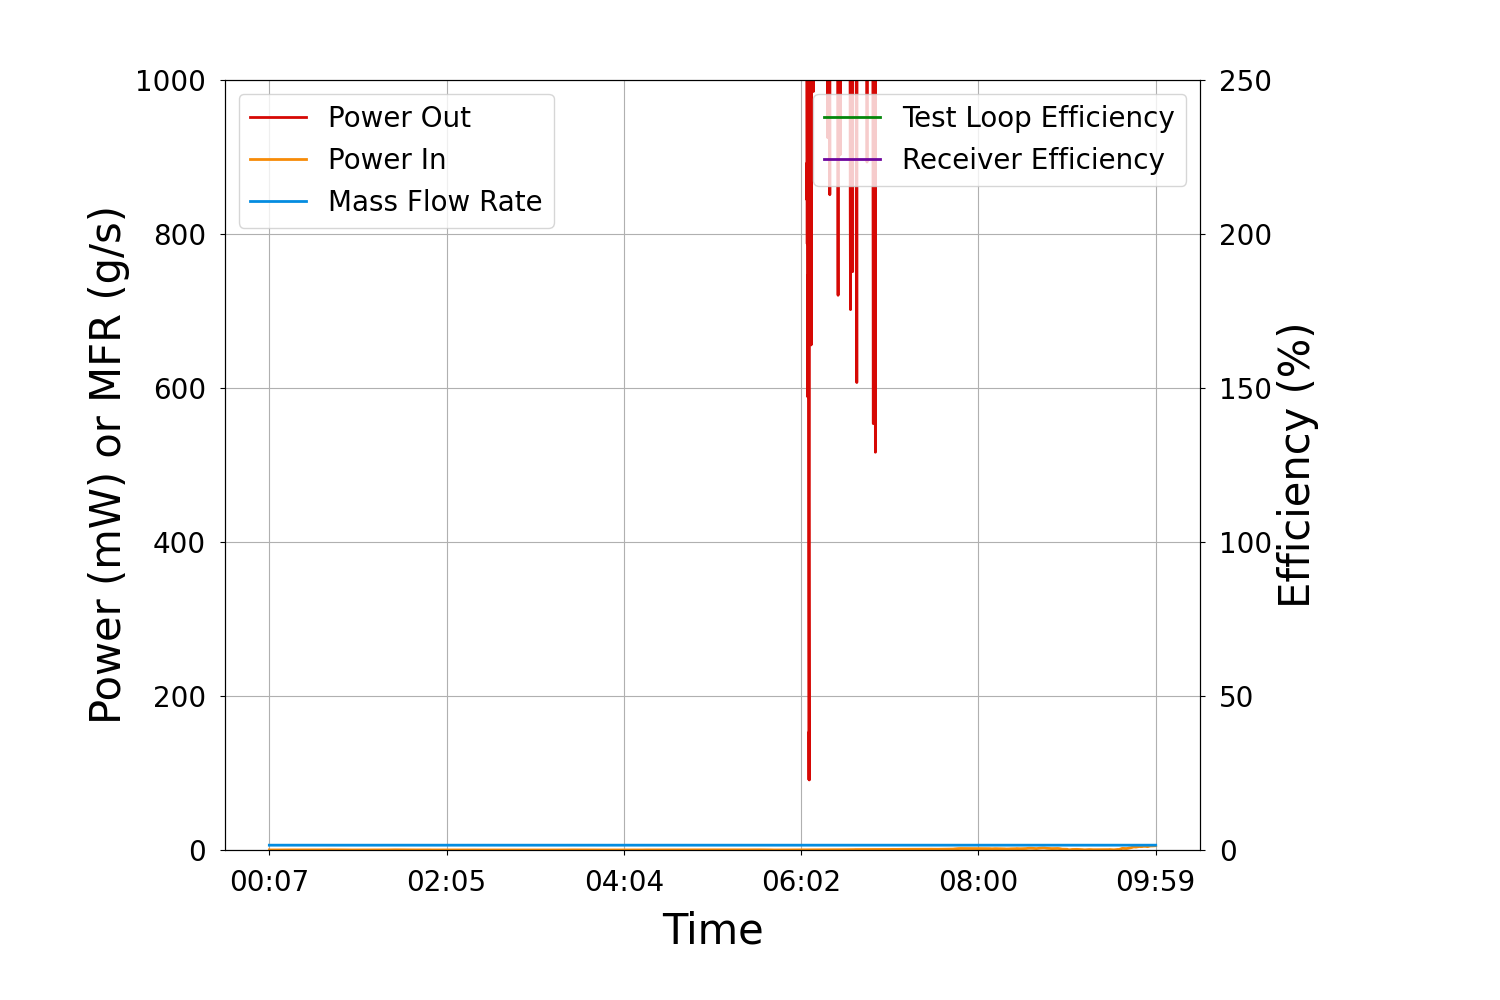 Power Out
Power In
Mass Flow Rate
Test Loop Efficiency
Receiver Efficiency
1000
800
600
400
200
0
Power (mW) or MFR (g/s)
250
200
150
100
50
0
Efficiency (%)
00:07
02:05
04:04
06:02
08:00
09:59
Time